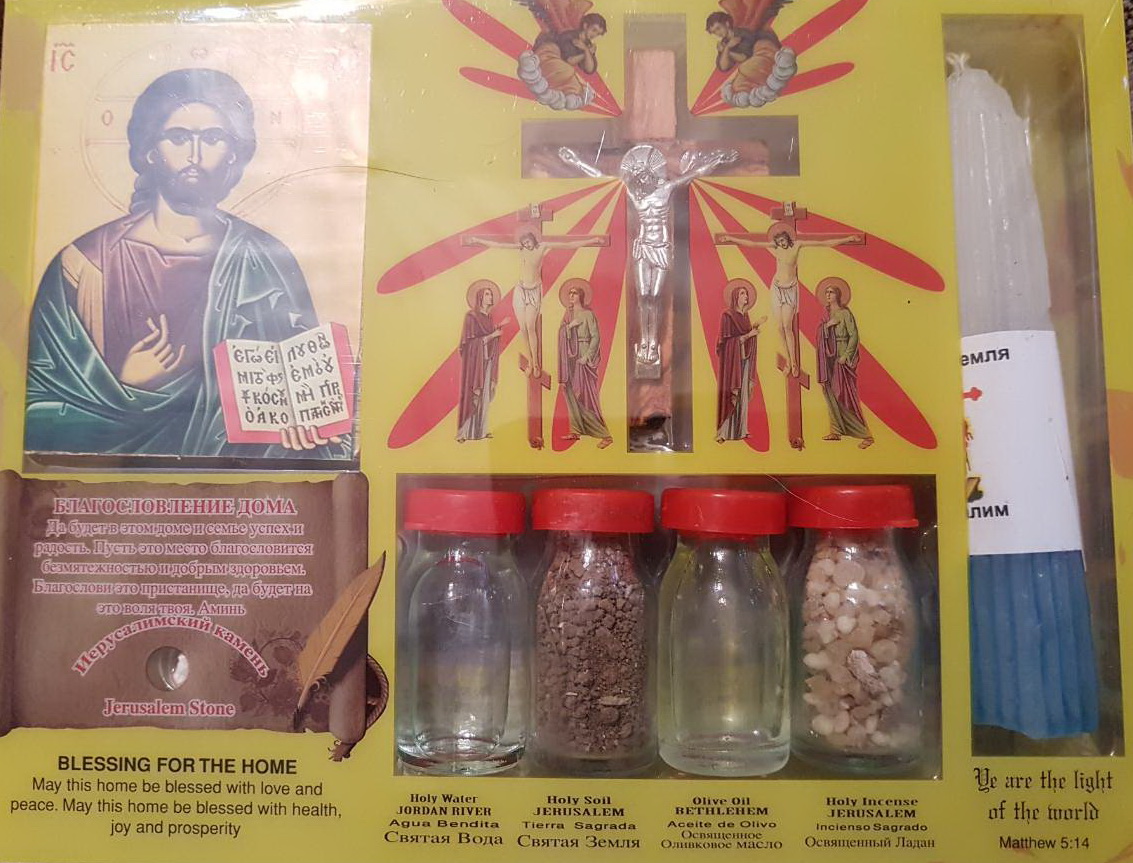 IC
Ο
Ν
ἘΓΩ ΕἸ
ΟΆΚΟ
ΕΜΟΎ
БЛАГОСЛОВЛЕНИЕ ДОМА
Да будет в этом доме и семье успех и
радость. Пусть это место благословится
безмятежностью и добрым здоровьем.
Благослови это пристанище, да будет на
это воля твоя. Аминь
Иерусалимский камень
Jerusalem Stone
BLESSING FOR THE HOME
May this home be blessed with love and
peace. May this home be blessed with health,
joy and prosperity
Holy Water
JORDAN RIVER
Agua Bendita
Святая Вода
Holy Soil
JERUSALEM
Tierra Sagrada
Святая Земля
Olive Oil
BETHLEHEM
Aceite de Olivo
Освященное
Оливковое масло
Holy Incense
JERUSALEM
Incienso Sagrado
Освященный Ладан
емля
лим
Ye are the light
of the world
Matthew 5:14